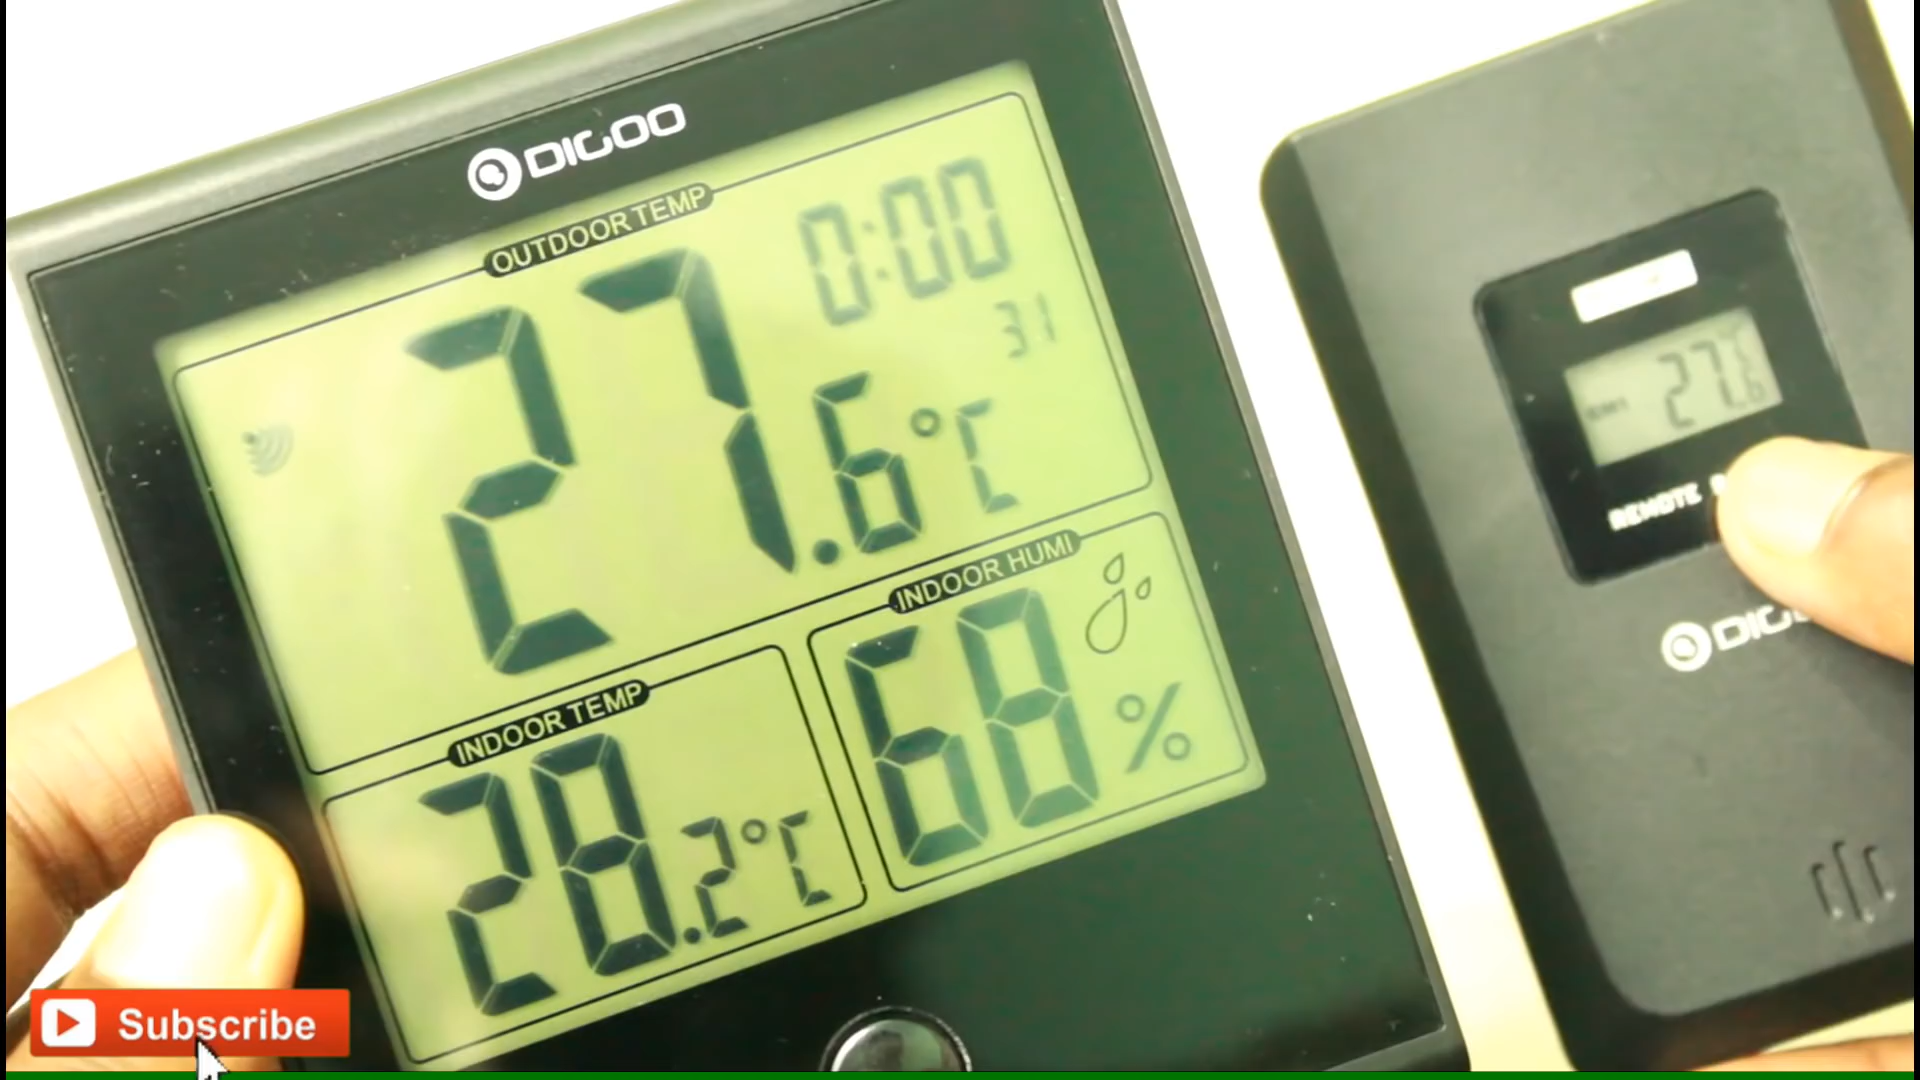 DIGOO
OUTDOOR TEMP
0:00
31
27.6°C
INDOOR TEMP
28.2°C
INDOOR HUMI
68%
27.6
REMOTE
DIGO
Subscribe